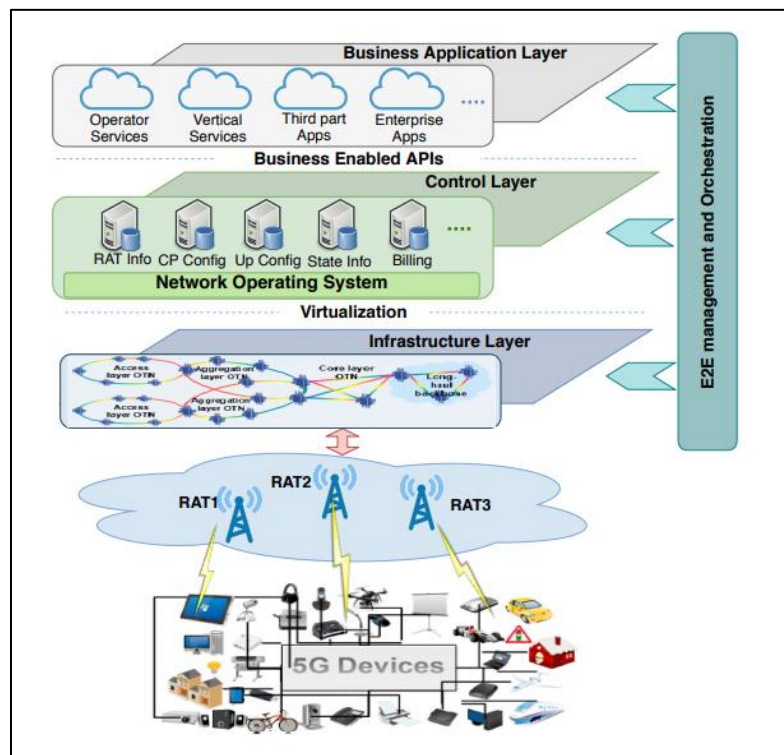 Business Application Layer
Operator
Services
Vertical
Services
Third part
Apps
Enterprise
Apps
....
Business Enabled APIs
Control Layer
RAT Info
CP Config
Up Config
State Info
Billing
....
Network Operating System
Virtualization
Infrastructure Layer
Access
layer OTN
Aggregation
layer OTN
Core layer
OTN
Long-
haul
backbone
Access
layer OTN
Aggregation
layer OTN
E2E management and Orchestration
RAT1
RAT2
RAT3
5G Devices